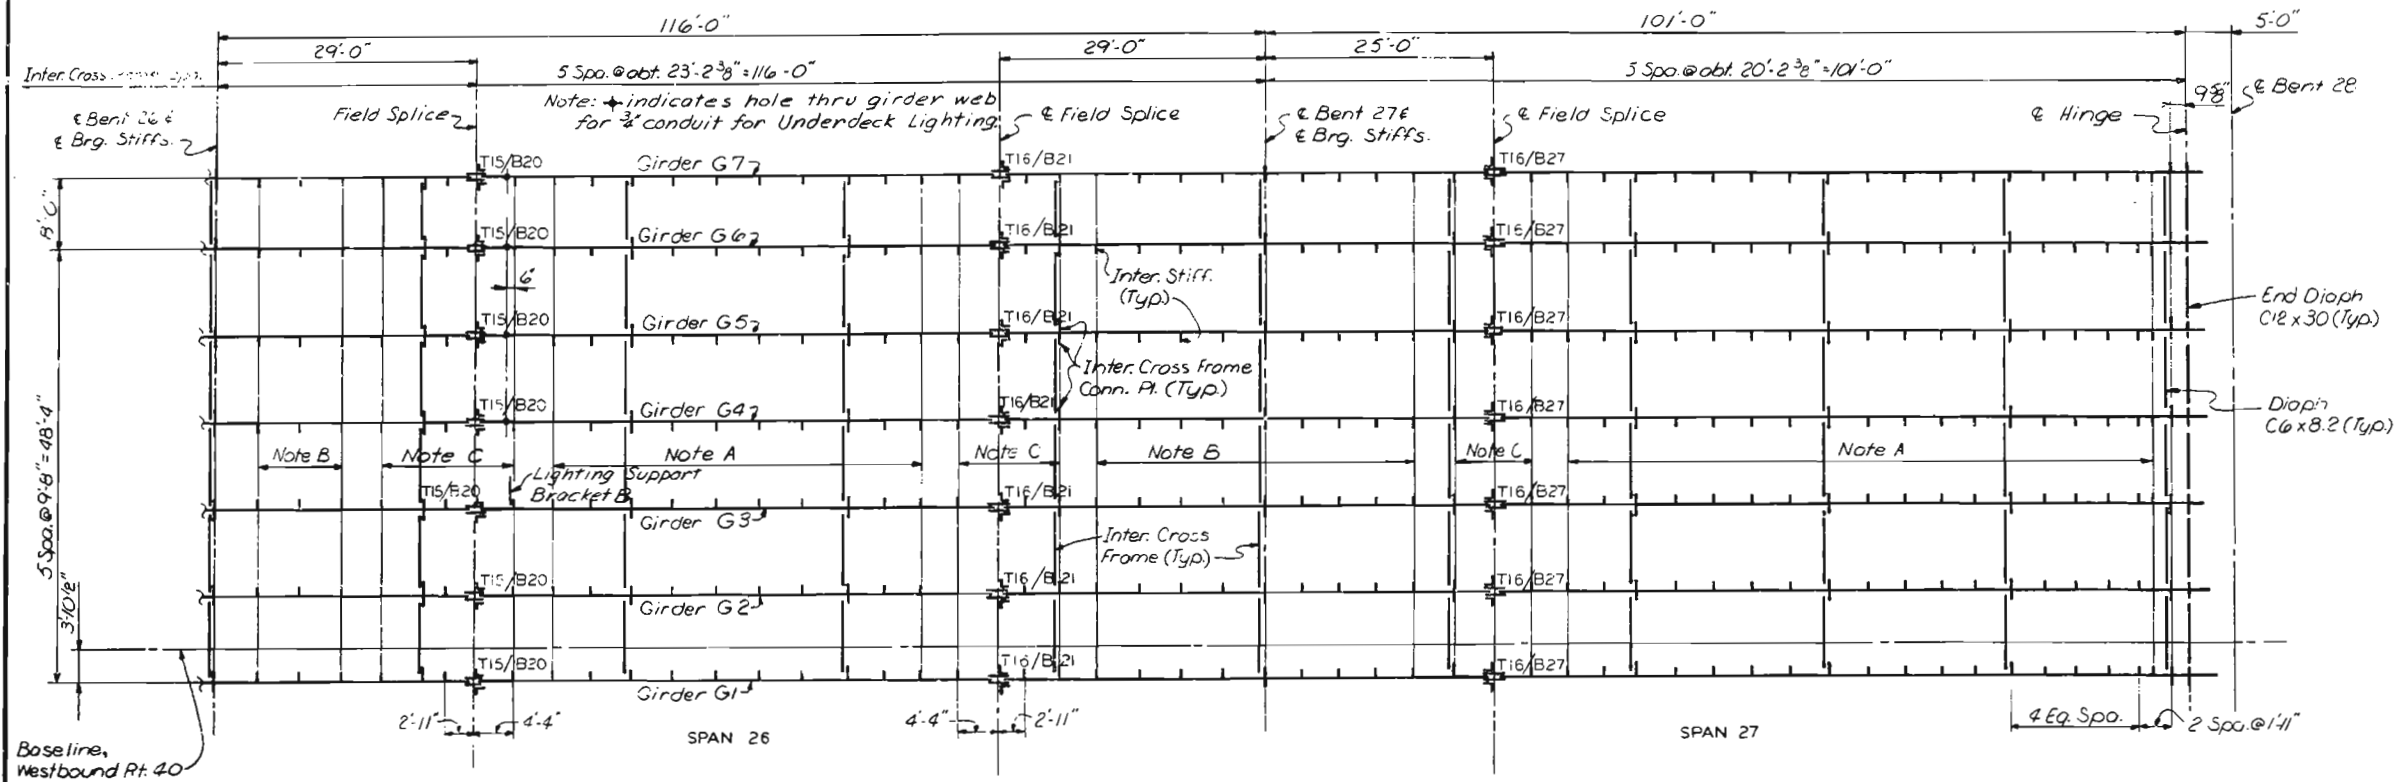 116'-0"
101'-0"
5'-0"
29'-0"
29'-0"
25'-0"
Inter. Cross
5 Spa. @ abt. 23'-2 3/8" = 116'-0"
5 Spa. @ abt. 20'-2 3/8" = 101'-0"
Note: indicates hole thru girder web
for 3/4" conduit for Underdeck Lighting.
Field Splice
℄ Field Splice
℄ Bent 26 &
℄ Brg. Stiffs.
℄ Bent 27 &
℄ Brg. Stiffs.
℄ Field Splice
℄ Hinge
℄ Bent 28
T15/B20
Girder G7
T16/B21
T16/B27
8'-0"
T15/B20
Girder G6
T16/B21
T16/B27
6"
Inter. Stiff.
(Typ.)
End Diaph
C12 x 30 (Typ.)
T15/B20
Girder G5
T16/B21
T16/B27
Inter. Cross Frame
Conn. Pl. (Typ.)
T15/B20
Girder G4
T16/B21
T16/B27
Diaph
C6 x 8.2 (Typ.)
5 Spa. @ 9'-8" = 48'-4"
Note B
Note C
Note A
Note C
Note B
Note C
Note A
Lighting Support
Bracket B
T15/B20
Girder G3
T16/B21
T16/B27
Inter. Cross
Frame (Typ.)
T15/B20
Girder G2
T16/B21
T16/B27
3'-10 1/2"
T15/B20
Girder G1
T16/B21
T16/B27
2'-11"
4'-4"
4'-4"
2'-11"
4 Eq. Spa.
2 Spa. @ 1'-11"
SPAN 26
SPAN 27
Baseline,
Westbound Rt. 40